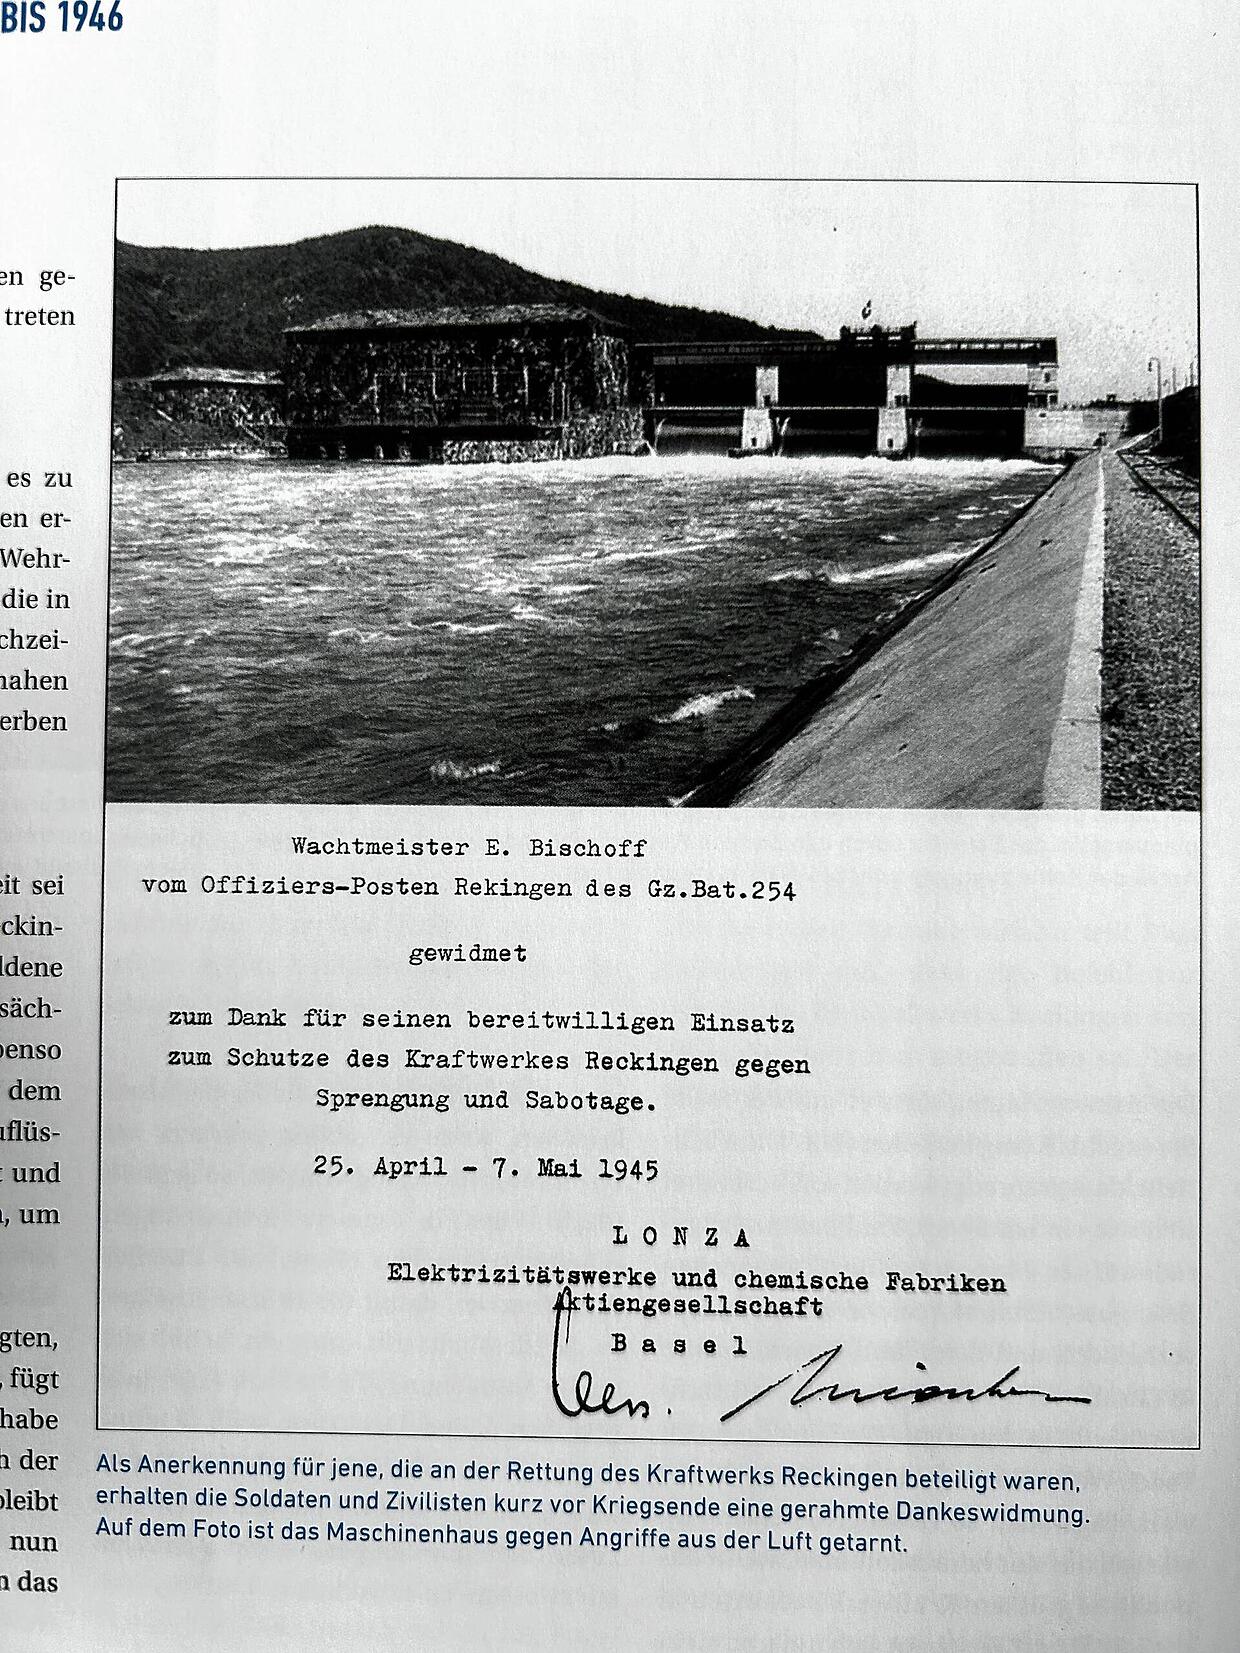 BIS 1946
en ge-
treten
es zu
en er-
Wehr-
die in
chzei-
nahen
erben
eit sei
ckin-
ldene
säch-
benso
dem
uflüs-
t und
n, um
gten,
, fügt
habe
h der
bleibt
nun
n das
Wachtmeister E. Bischoff
vom Offiziers-Posten Rekingen des Gz.Bat.254
gewidmet
zum Dank für seinen bereitwilligen Einsatz
zum Schutze des Kraftwerkes Reckingen gegen
Sprengung und Sabotage.
25. April - 7. Mai 1945
L O N Z A
Elektrizitätswerke und chemische Fabriken
Aktiengesellschaft
B a s e l
Als Anerkennung für jene, die an der Rettung des Kraftwerks Reckingen beteiligt waren,
erhalten die Soldaten und Zivilisten kurz vor Kriegsende eine gerahmte Dankeswidmung.
Auf dem Foto ist das Maschinenhaus gegen Angriffe aus der Luft getarnt.